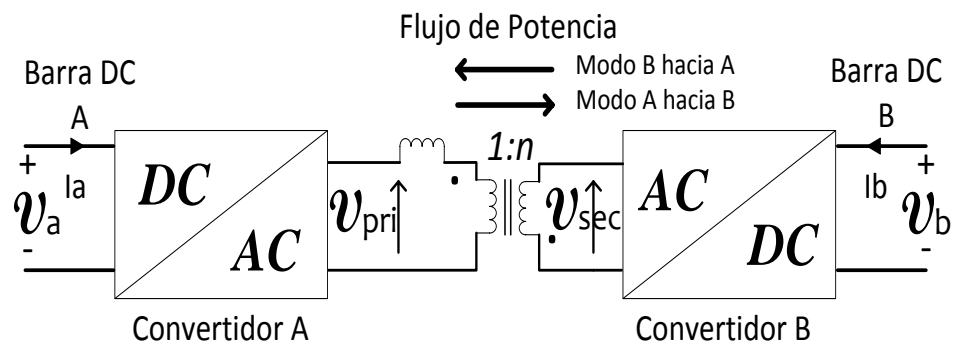 Flujo de Potencia
Modo B hacia A
Modo A hacia B
Barra DC
A
Ia
+
va
-
DC
AC
Convertidor A
vpri
1:n
vsec
AC
DC
Convertidor B
Barra DC
B
Ib
+
vb
-